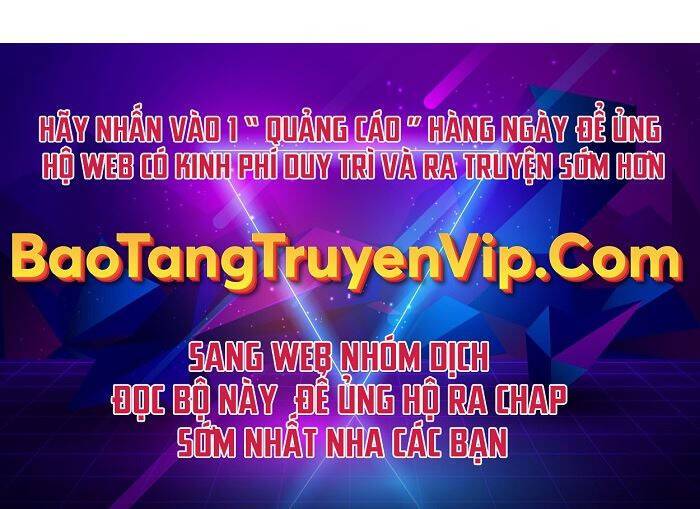 HÃY NHẤN VÀO 1 “ QUẢNG CÁO ” HÀNG NGÀY ĐỂ ỦNG
HỘ WEB CÓ KINH PHÍ DUY TRÌ VÀ RA TRUYỆN SỚM HƠN
BaoTangTruyenVip.Com
SANG WEB NHÓM DỊCH
ĐỌC BỘ NÀY ĐỂ ỦNG HỘ RA CHAP
SỚM NHẤT NHA CÁC BẠN